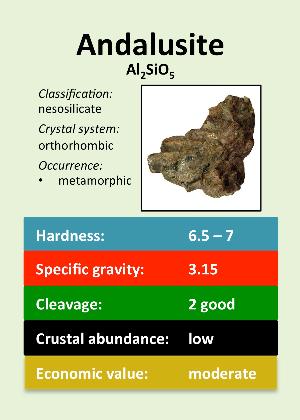 Andalusite
Al₂SiO₅
Classification:
nesosilicate
Crystal system:
orthorhombic
Occurrence:
• metamorphic
Hardness: 6.5 – 7
Specific gravity: 3.15
Cleavage: 2 good
Crustal abundance: low
Economic value: moderate